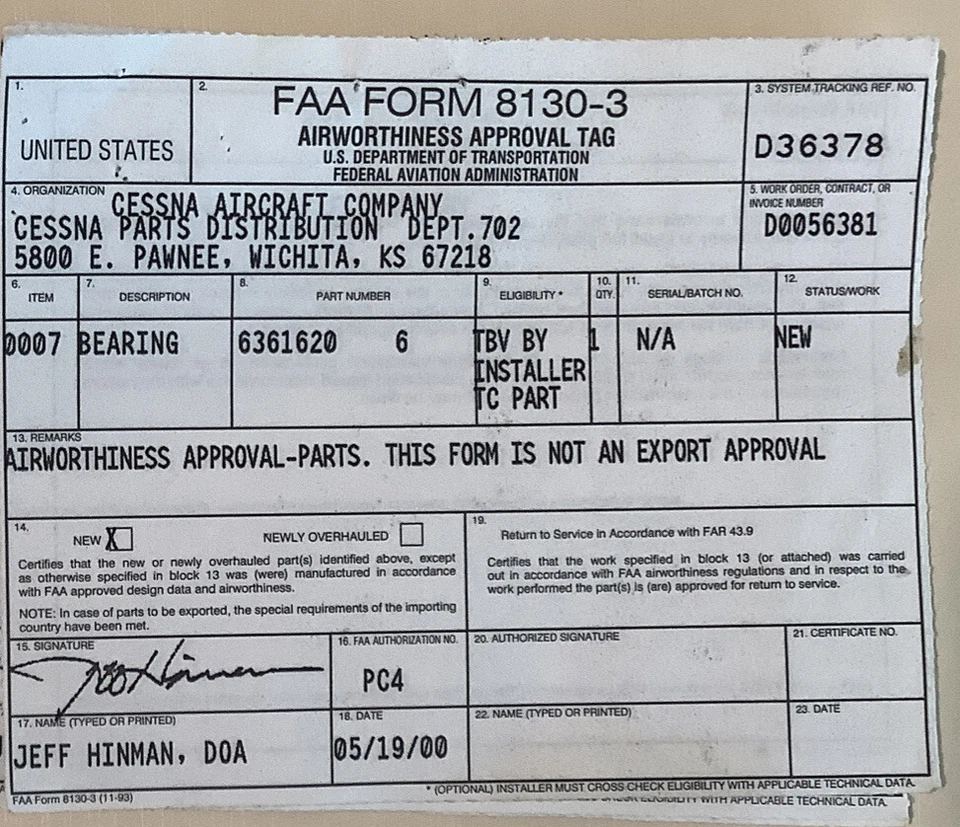 1.
UNITED STATES
2.
FAA FORM 8130-3
AIRWORTHINESS APPROVAL TAG
U.S. DEPARTMENT OF TRANSPORTATION
FEDERAL AVIATION ADMINISTRATION
3. SYSTEM TRACKING REF. NO.
D36378
4. ORGANIZATION
CESSNA AIRCRAFT COMPANY
CESSNA PARTS DISTRIBUTION DEPT.702
5800 E. PAWNEE, WICHITA, KS 67218
5. WORK ORDER, CONTRACT, OR
INVOICE NUMBER
D0056381
6.
ITEM
7.
DESCRIPTION
8.
PART NUMBER
9.
ELIGIBILITY *
10.
QTY.
11.
SERIAL/BATCH NO.
12.
STATUS/WORK
0007 BEARING 6361620 6 TBV BY 1 N/A NEW
INSTALLER
TC PART
13. REMARKS
AIRWORTHINESS APPROVAL-PARTS. THIS FORM IS NOT AN EXPORT APPROVAL
14.
NEW X NEWLY OVERHAULED
Certifies that the new or newly overhauled part(s) identified above, except
as otherwise specified in block 13 was (were) manufactured in accordance
with FAA approved design data and airworthiness.
NOTE: In case of parts to be exported, the special requirements of the importing
country have been met.
19.
Return to Service in Accordance with FAR 43.9
Certifies that the work specified in block 13 (or attached) was carried
out in accordance with FAA airworthiness regulations and in respect to the
work performed the part(s) is (are) approved for return to service.
15. SIGNATURE
Jeff Hinman
16. FAA AUTHORIZATION NO.
PC4
20. AUTHORIZED SIGNATURE
21. CERTIFICATE NO.
17. NAME (TYPED OR PRINTED)
JEFF HINMAN, DOA
18. DATE
05/19/00
22. NAME (TYPED OR PRINTED)
23. DATE
FAA Form 8130-3 (11-93)
* (OPTIONAL) INSTALLER MUST CROSS CHECK ELIGIBILITY WITH APPLICABLE TECHNICAL DATA.
CHECK ELIGIBILITY WITH APPLICABLE TECHNICAL DATA.